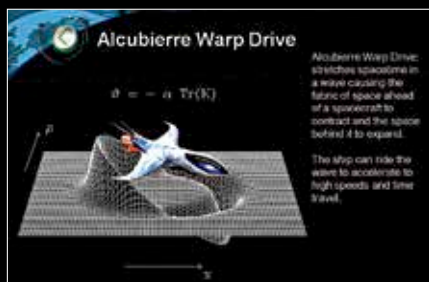 Alcubierre Warp Drive
ϑ = - α Tr(K)
Alcubierre Warp Drive
stretches spacetime in
a wave causing the
fabric of space ahead
of a spacecraft to
contract and the space
behind it to expand.
The ship can ride the
wave to accelerate to
high speeds and time
travel.
ρ
x